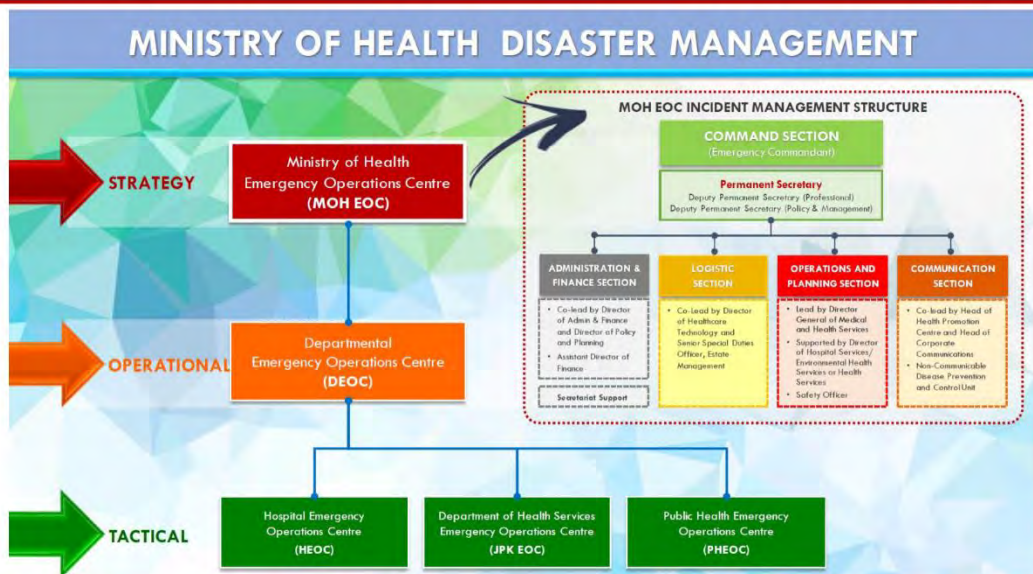 MINISTRY OF HEALTH DISASTER MANAGEMENT
STRATEGY
Ministry of Health
Emergency Operations Centre
(MOH EOC)
OPERATIONAL
Departmental
Emergency Operations Centre
(DEOC)
TACTICAL
Hospital Emergency
Operations Centre
(HEOC)
Department of Health Services
Emergency Operations Centre
(JPK EOC)
Public Health Emergency
Operations Centre
(PHEOC)
MOH EOC INCIDENT MANAGEMENT STRUCTURE
COMMAND SECTION
(Emergency Commandant)
Permanent Secretary
Deputy Permanent Secretary (Professional)
Deputy Permanent Secretary (Policy & Management)
ADMINISTRATION &
FINANCE SECTION
• Co-lead by Director
of Admin & Finance
and Director of Policy
and Planning
• Assistant Director of
Finance
Secretariat Support
LOGISTIC
SECTION
• Co-Lead by Director
of Healthcare
Technology and
Senior Special Duties
Officer, Estate
Management
OPERATIONS AND
PLANNING SECTION
• Lead by Director
General of Medical
and Health Services
• Supported by Director
of Hospital Services/
Environmental Health
Services or Health
Services
• Safety Officer
COMMUNICATION
SECTION
• Co-lead by Head of
Health Promotion
Centre and Head of
Corporate
Communications
• Non-Communicable
Disease Prevention
and Control Unit